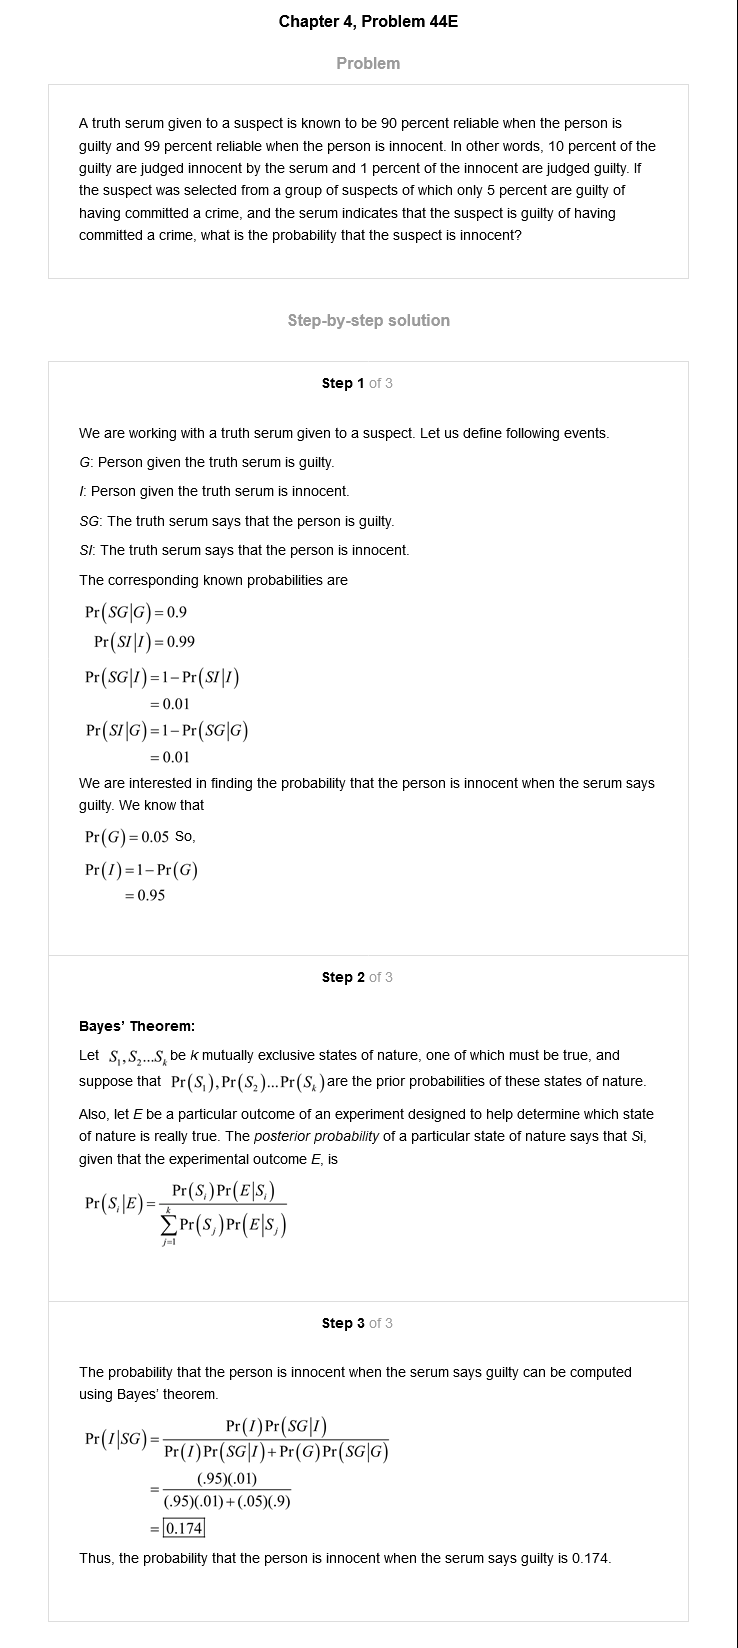 Chapter 4, Problem 44E
Problem
A truth serum given to a suspect is known to be 90 percent reliable when the person is
guilty and 99 percent reliable when the person is innocent. In other words, 10 percent of the
guilty are judged innocent by the serum and 1 percent of the innocent are judged guilty. If
the suspect was selected from a group of suspects of which only 5 percent are guilty of
having committed a crime, and the serum indicates that the suspect is guilty of having
committed a crime, what is the probability that the suspect is innocent?
Step-by-step solution
Step 1 of 3
We are working with a truth serum given to a suspect. Let us define following events.
G: Person given the truth serum is guilty.
I: Person given the truth serum is innocent.
SG: The truth serum says that the person is guilty.
SI: The truth serum says that the person is innocent.
The corresponding known probabilities are
Pr(SG|G) = 0.9
Pr(SI|I) = 0.99
Pr(SG|I) = 1 − Pr(SI|I)
= 0.01
Pr(SI|G) = 1 − Pr(SG|G)
= 0.01
We are interested in finding the probability that the person is innocent when the serum says
guilty. We know that
Pr(G) = 0.05 So,
Pr(I) = 1 − Pr(G)
= 0.95
Step 2 of 3
Bayes' Theorem:
Let S₁, S₂...Sₖ be k mutually exclusive states of nature, one of which must be true, and
suppose that Pr(S₁), Pr(S₂)...Pr(Sₖ) are the prior probabilities of these states of nature.
Also, let E be a particular outcome of an experiment designed to help determine which state
of nature is really true. The posterior probability of a particular state of nature says that Si,
given that the experimental outcome E, is
Pr(Sᵢ|E) = Pr(Sᵢ)Pr(E|Sᵢ) / ∑ⱼ₌₁ᵏ Pr(Sⱼ)Pr(E|Sⱼ)
Step 3 of 3
The probability that the person is innocent when the serum says guilty can be computed
using Bayes' theorem.
Pr(I|SG) = Pr(I)Pr(SG|I) / Pr(I)Pr(SG|I) + Pr(G)Pr(SG|G)
= (.95)(.01) / (.95)(.01) + (.05)(.9)
= 0.174
Thus, the probability that the person is innocent when the serum says guilty is 0.174.